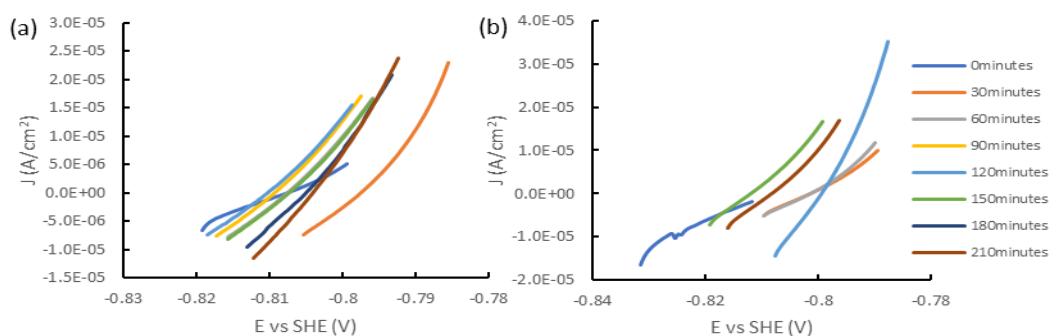 (a)
3.0E-05
2.5E-05
2.0E-05
1.5E-05
1.0E-05
5.0E-06
0.0E+00
-5.0E-06
-1.0E-05
-1.5E-05
J (A/cm²)
-0.83 -0.82 -0.81 -0.8 -0.79 -0.78
E vs SHE (V)
(b)
4.0E-05
3.0E-05
2.0E-05
1.0E-05
0.0E+00
-1.0E-05
-2.0E-05
J (A/cm²)
-0.84 -0.82 -0.8 -0.78
E vs SHE (V)
0minutes
30minutes
60minutes
90minutes
120minutes
150minutes
180minutes
210minutes